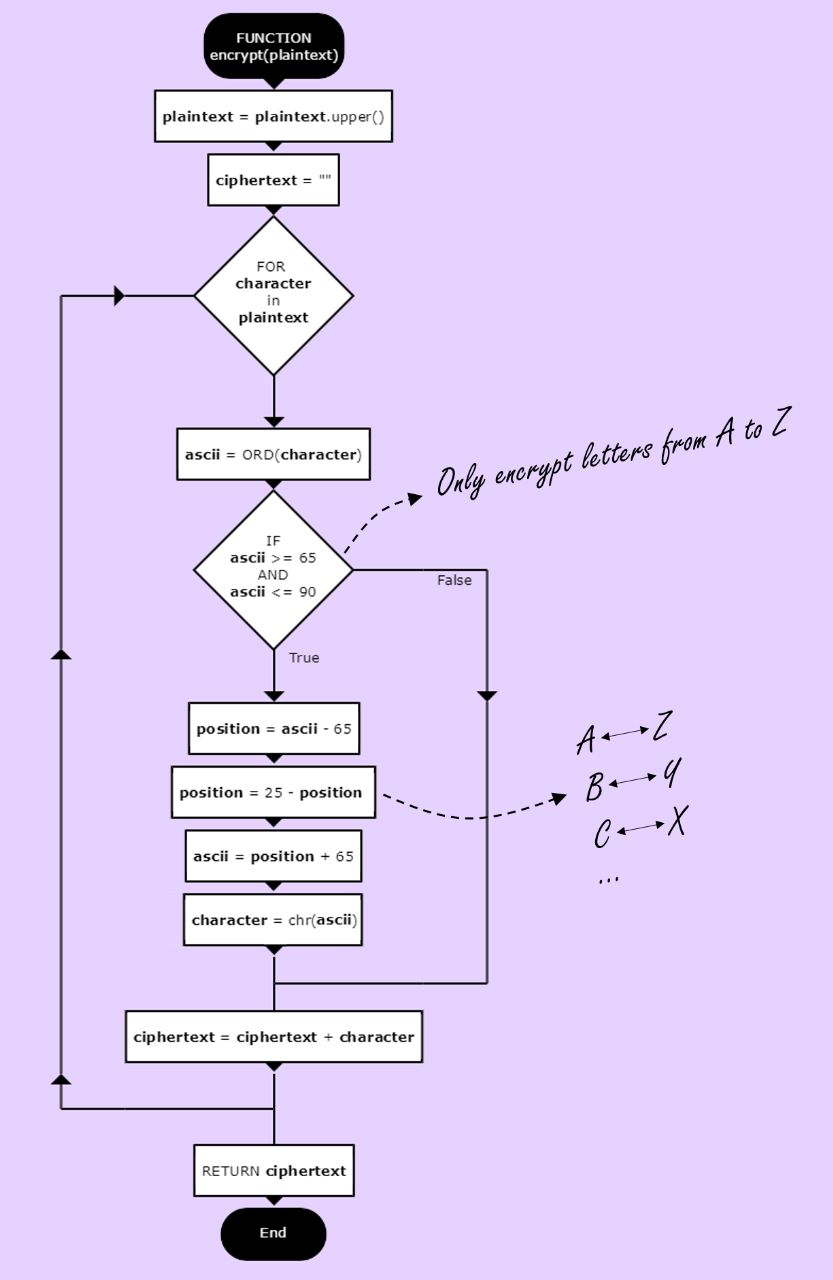 FUNCTION
encrypt(plaintext)
plaintext = plaintext.upper()
ciphertext = ""
FOR
character
in
plaintext
ascii = ORD(character)
Only encrypt letters from A to Z
IF
ascii >= 65
AND
ascii <= 90
False
True
position = ascii - 65
A Z
position = 25 - position
B Y
C X
...
ascii = position + 65
character = chr(ascii)
ciphertext = ciphertext + character
RETURN ciphertext
End